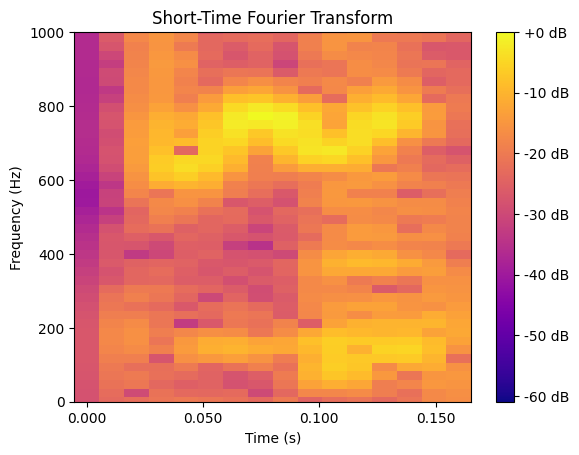 Short-Time Fourier Transform
1000
800
600
400
200
0
Frequency (Hz)
0.000
0.050
0.100
0.150
Time (s)
+0 dB
-10 dB
-20 dB
-30 dB
-40 dB
-50 dB
-60 dB